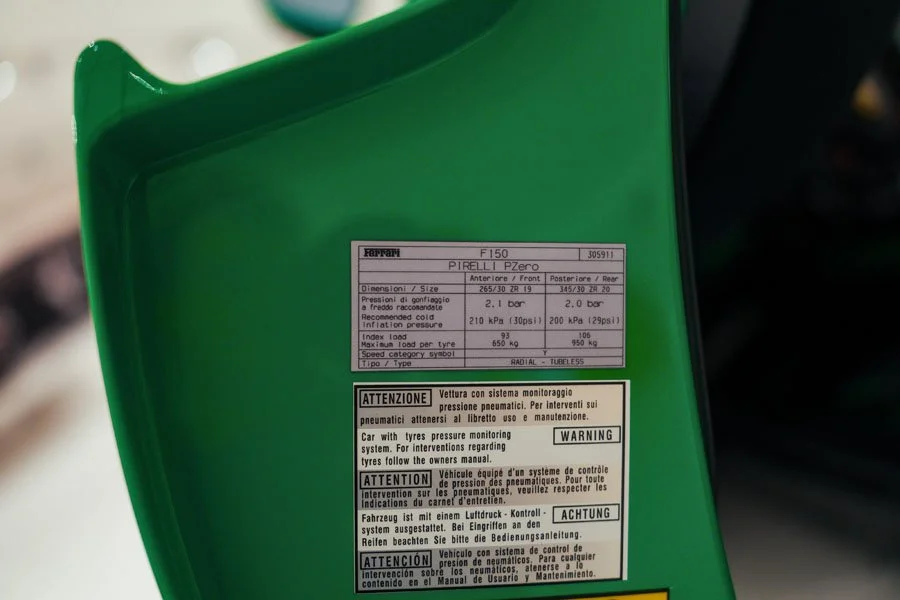 Ferrari F150 305911
PIRELLI PZero
Anteriore / Front Posteriore / Rear
Dimensioni / Size 265/30 ZR 19 345/30 ZR 20
Pressioni di gonfiaggio
a freddo raccomandate 2.1 bar 2.0 bar
Recommended cold
inflation pressure 210 kPa (30psi) 200 kPa (29psi)
Index load 93 106
Maximum load per tyre 650 kg 950 kg
Speed category symbol Y
Tipo / Type RADIAL - TUBELESS
ATTENZIONE Vettura con sistema monitoraggio
pressione pneumatici. Per interventi sui
pneumatici attenersi al libretto uso e manutenzione.
Car with tyres pressure monitoring WARNING
system. For interventions regarding
tyres follow the owners manual.
ATTENTION Véhicule équipé d'un système de contrôle
de pression des pneumatiques. Pour toute
intervention sur les pneumatiques, veuillez respecter les
indications du carnet d'entretien.
Fahrzeug ist mit einem Luftdruck - Kontroll - ACHTUNG
system ausgestattet. Bei Eingriffen an den
Reifen beachten Sie bitte die Bedienungsanleitung.
ATTENCIÓN Vehículo con sistema de control de
presion de neumáticos. Para cualquier
intervención sobre los neumáticos, atenerse a lo
contenido en el Manual de Usuario y Mantenimiento.